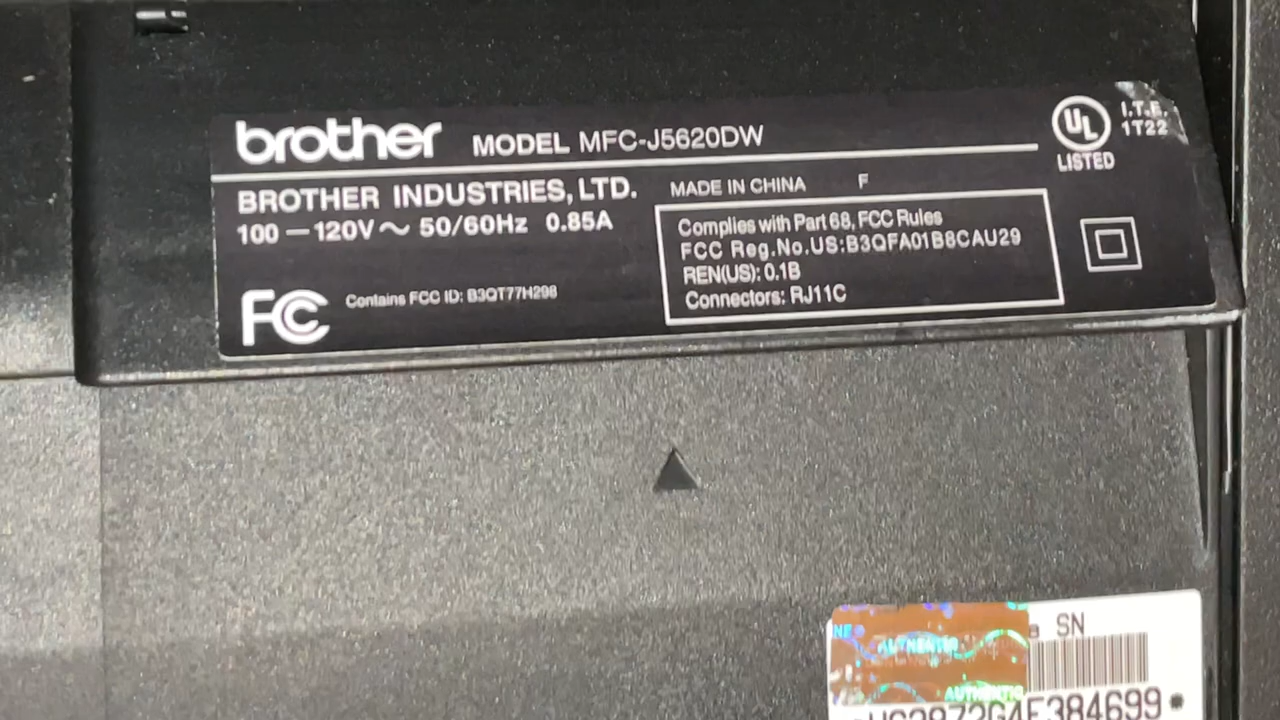 brother MODEL MFC-J5620DW
UL
LISTED
I.T.E.
1T22
BROTHER INDUSTRIES, LTD. MADE IN CHINA F
100 — 120V ～ 50/60Hz 0.85A
Complies with Part 68, FCC Rules
FCC Reg.No.US:B3QFA01B8CAU29
REN(US): 0.1B
Connectors: RJ11C
FC Contains FCC ID: B3QT77H298
SN
AUTHENTIC
AUTHENTIC